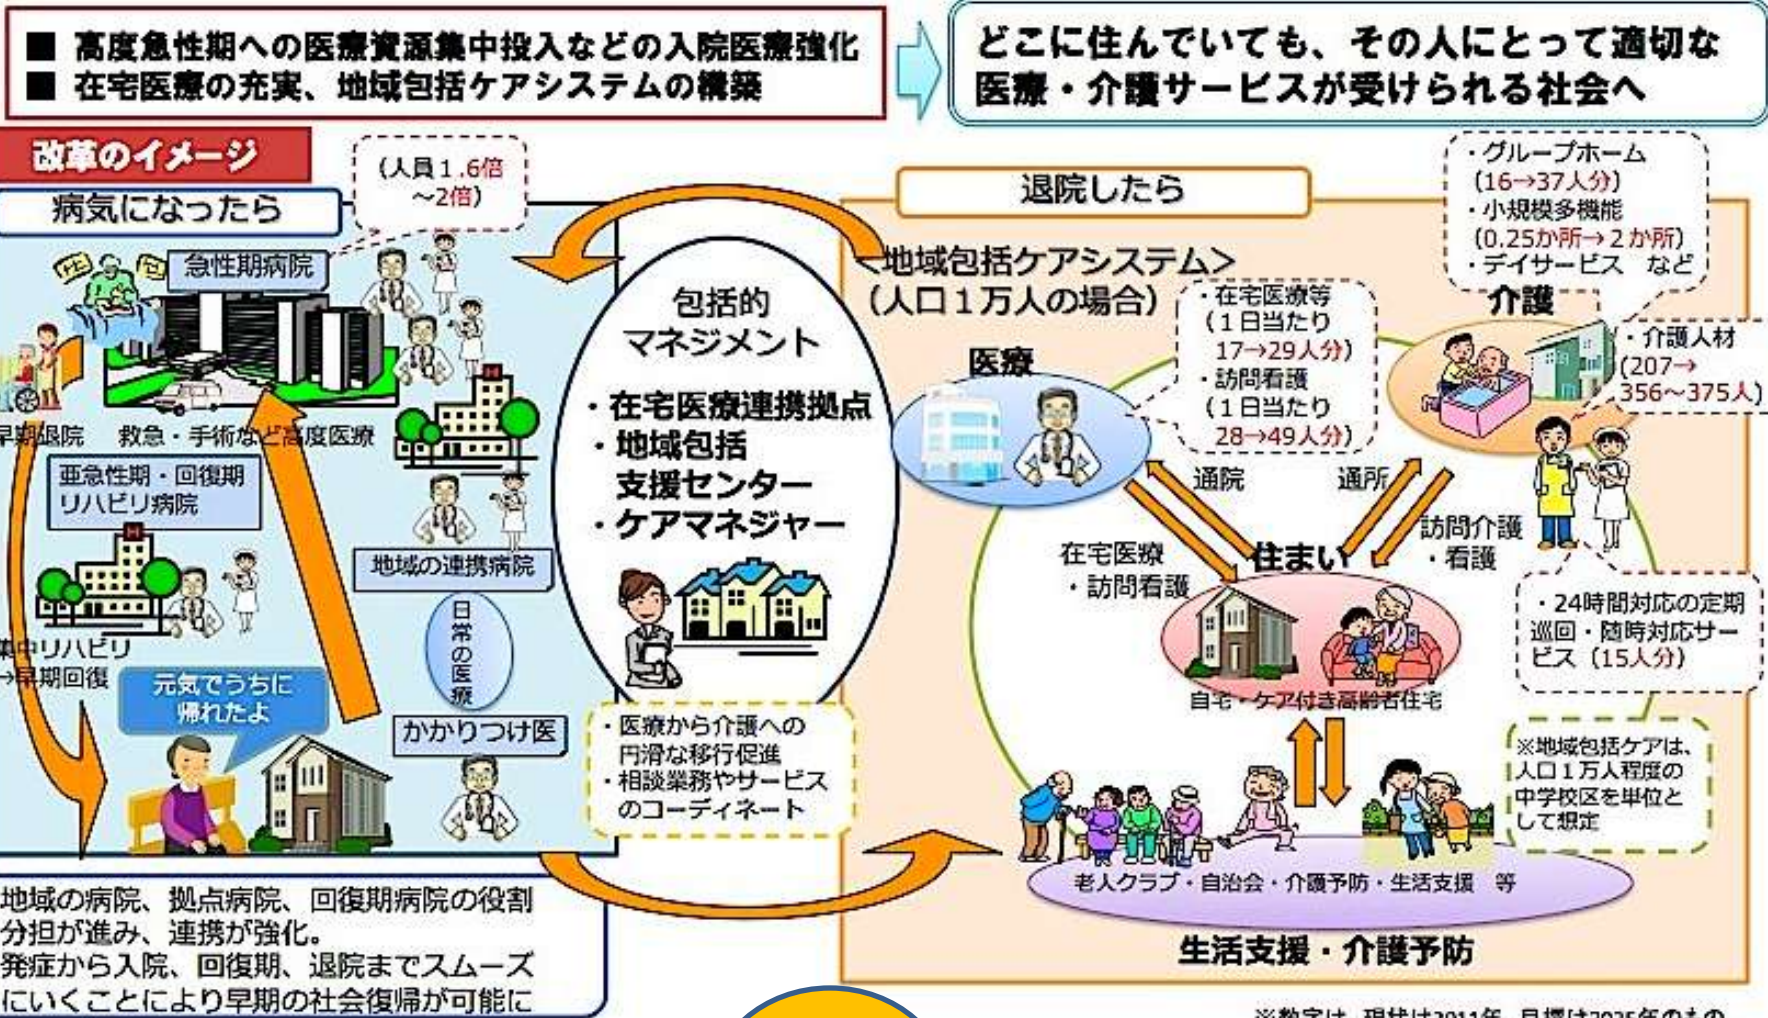 ■ 高度急性期への医療資源集中投入などの入院医療強化
■ 在宅医療の充実、地域包括ケアシステムの構築
どこに住んでいても、その人にとって適切な
医療・介護サービスが受けられる社会へ
改革のイメージ
病気になったら
(人員1.6倍
～2倍)
急性期病院
早期退院
救急・手術など高度医療
亜急性期・回復期
リハビリ病院
地域の連携病院
集中リハビリ
→早期回復
日常の医療
元気でうちに
帰れたよ
かかりつけ医
地域の病院、拠点病院、回復期病院の役割
分担が進み、連携が強化。
発症から入院、回復期、退院までスムーズ
にいくことにより早期の社会復帰が可能に
包括的
マネジメント
・在宅医療連携拠点
・地域包括
支援センター
・ケアマネジャー
・医療から介護への
円滑な移行促進
・相談業務やサービス
のコーディネート
退院したら
<地域包括ケアシステム>
(人口1万人の場合)
・在宅医療等
(1日当たり
17→29人分)
・訪問看護
(1日当たり
28→49人分)
・グループホーム
(16→37人分)
・小規模多機能
(0.25か所→2か所)
・デイサービス など
医療
介護
・介護人材
(207→
356～375人)
通院
通所
在宅医療
・訪問看護
訪問介護
・看護
住まい
自宅・ケア付き高齢者住宅
・24時間対応の定期
巡回・随時対応サー
ビス(15人分)
※地域包括ケアは、
人口1万人程度の
中学校区を単位と
して想定
老人クラブ・自治会・介護予防・生活支援 等
生活支援・介護予防
※数字は、現状は2011年、目標は2025年のもの